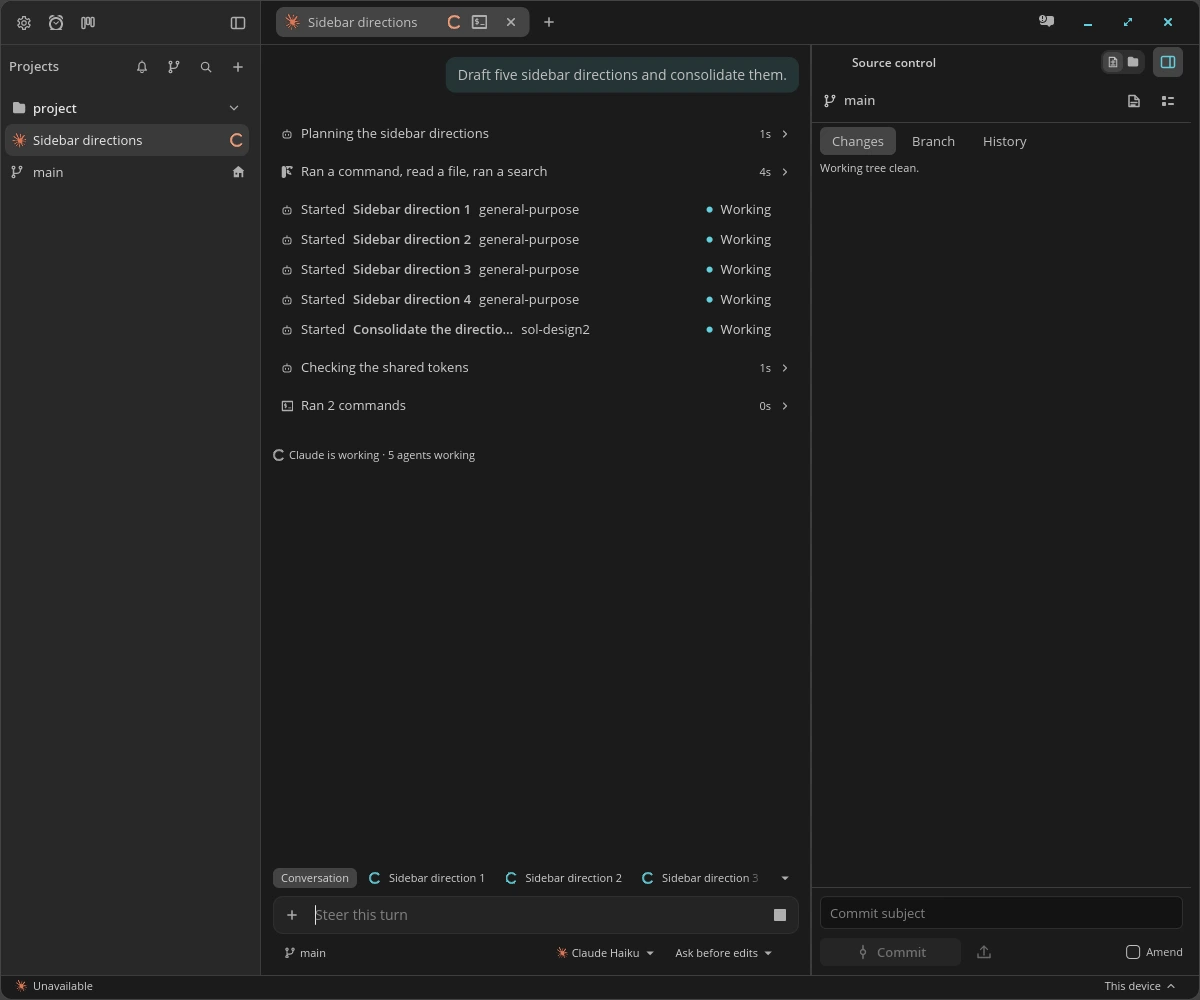 Sidebar directions
Projects
project
Sidebar directions
main
Draft five sidebar directions and consolidate them.
Planning the sidebar directions 1s
Ran a command, read a file, ran a search 4s
Started Sidebar direction 1 general-purpose Working
Started Sidebar direction 2 general-purpose Working
Started Sidebar direction 3 general-purpose Working
Started Sidebar direction 4 general-purpose Working
Started Consolidate the directio... sol-design2 Working
Checking the shared tokens 1s
Ran 2 commands 0s
Claude is working · 5 agents working
Conversation Sidebar direction 1 Sidebar direction 2 Sidebar direction 3
Steer this turn
main Claude Haiku Ask before edits
Source control
main
Changes Branch History
Working tree clean.
Commit subject
Commit Amend
Unavailable This device